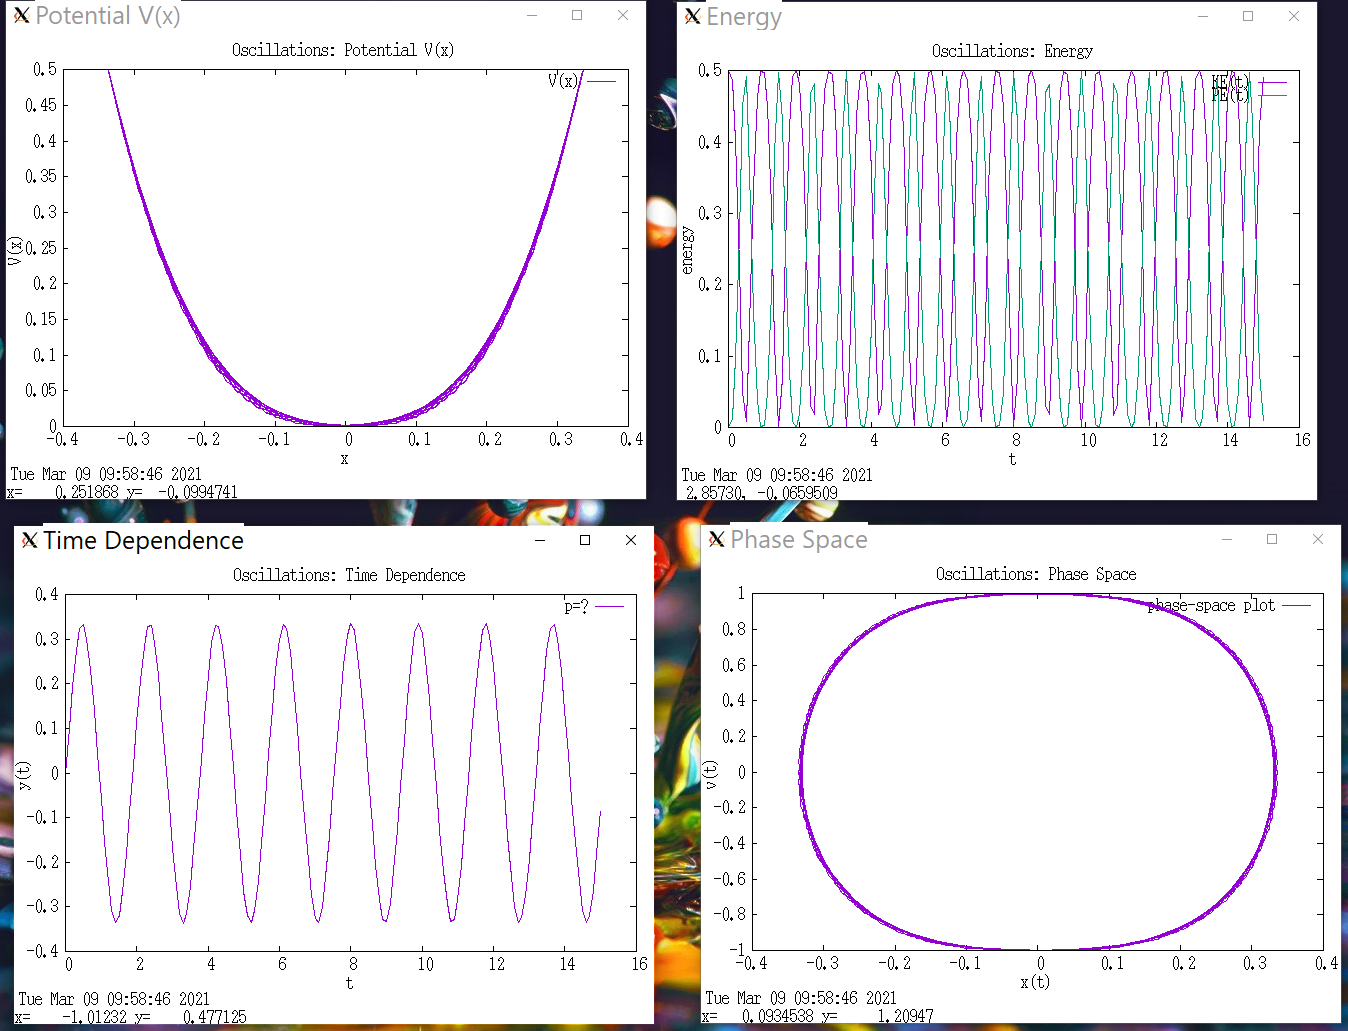 Potential V(x)
Oscillations: Potential V(x)
V(x)
0.5
0.45
0.4
0.35
0.3
0.25
0.2
0.15
0.1
0.05
0
V(x)
-0.4 -0.3 -0.2 -0.1 0 0.1 0.2 0.3 0.4
x
Tue Mar 09 09:58:46 2021
x= 0.251868 y= -0.0994741
Energy
Oscillations: Energy
KE(t)
PE(t)
0.5
0.4
0.3
0.2
0.1
0
energy
0 2 4 6 8 10 12 14 16
t
Tue Mar 09 09:58:46 2021
2.85730, -0.0659509
Time Dependence
Oscillations: Time Dependence
p=?
0.4
0.3
0.2
0.1
0
-0.1
-0.2
-0.3
-0.4
y(t)
0 2 4 6 8 10 12 14 16
t
Tue Mar 09 09:58:46 2021
x= -1.01232 y= 0.477125
Phase Space
Oscillations: Phase Space
phase-space plot
1
0.8
0.6
0.4
0.2
0
-0.2
-0.4
-0.6
-0.8
-1
v(t)
-0.4 -0.3 -0.2 -0.1 0 0.1 0.2 0.3 0.4
x(t)
Tue Mar 09 09:58:46 2021
x= 0.0934538 y= 1.20947